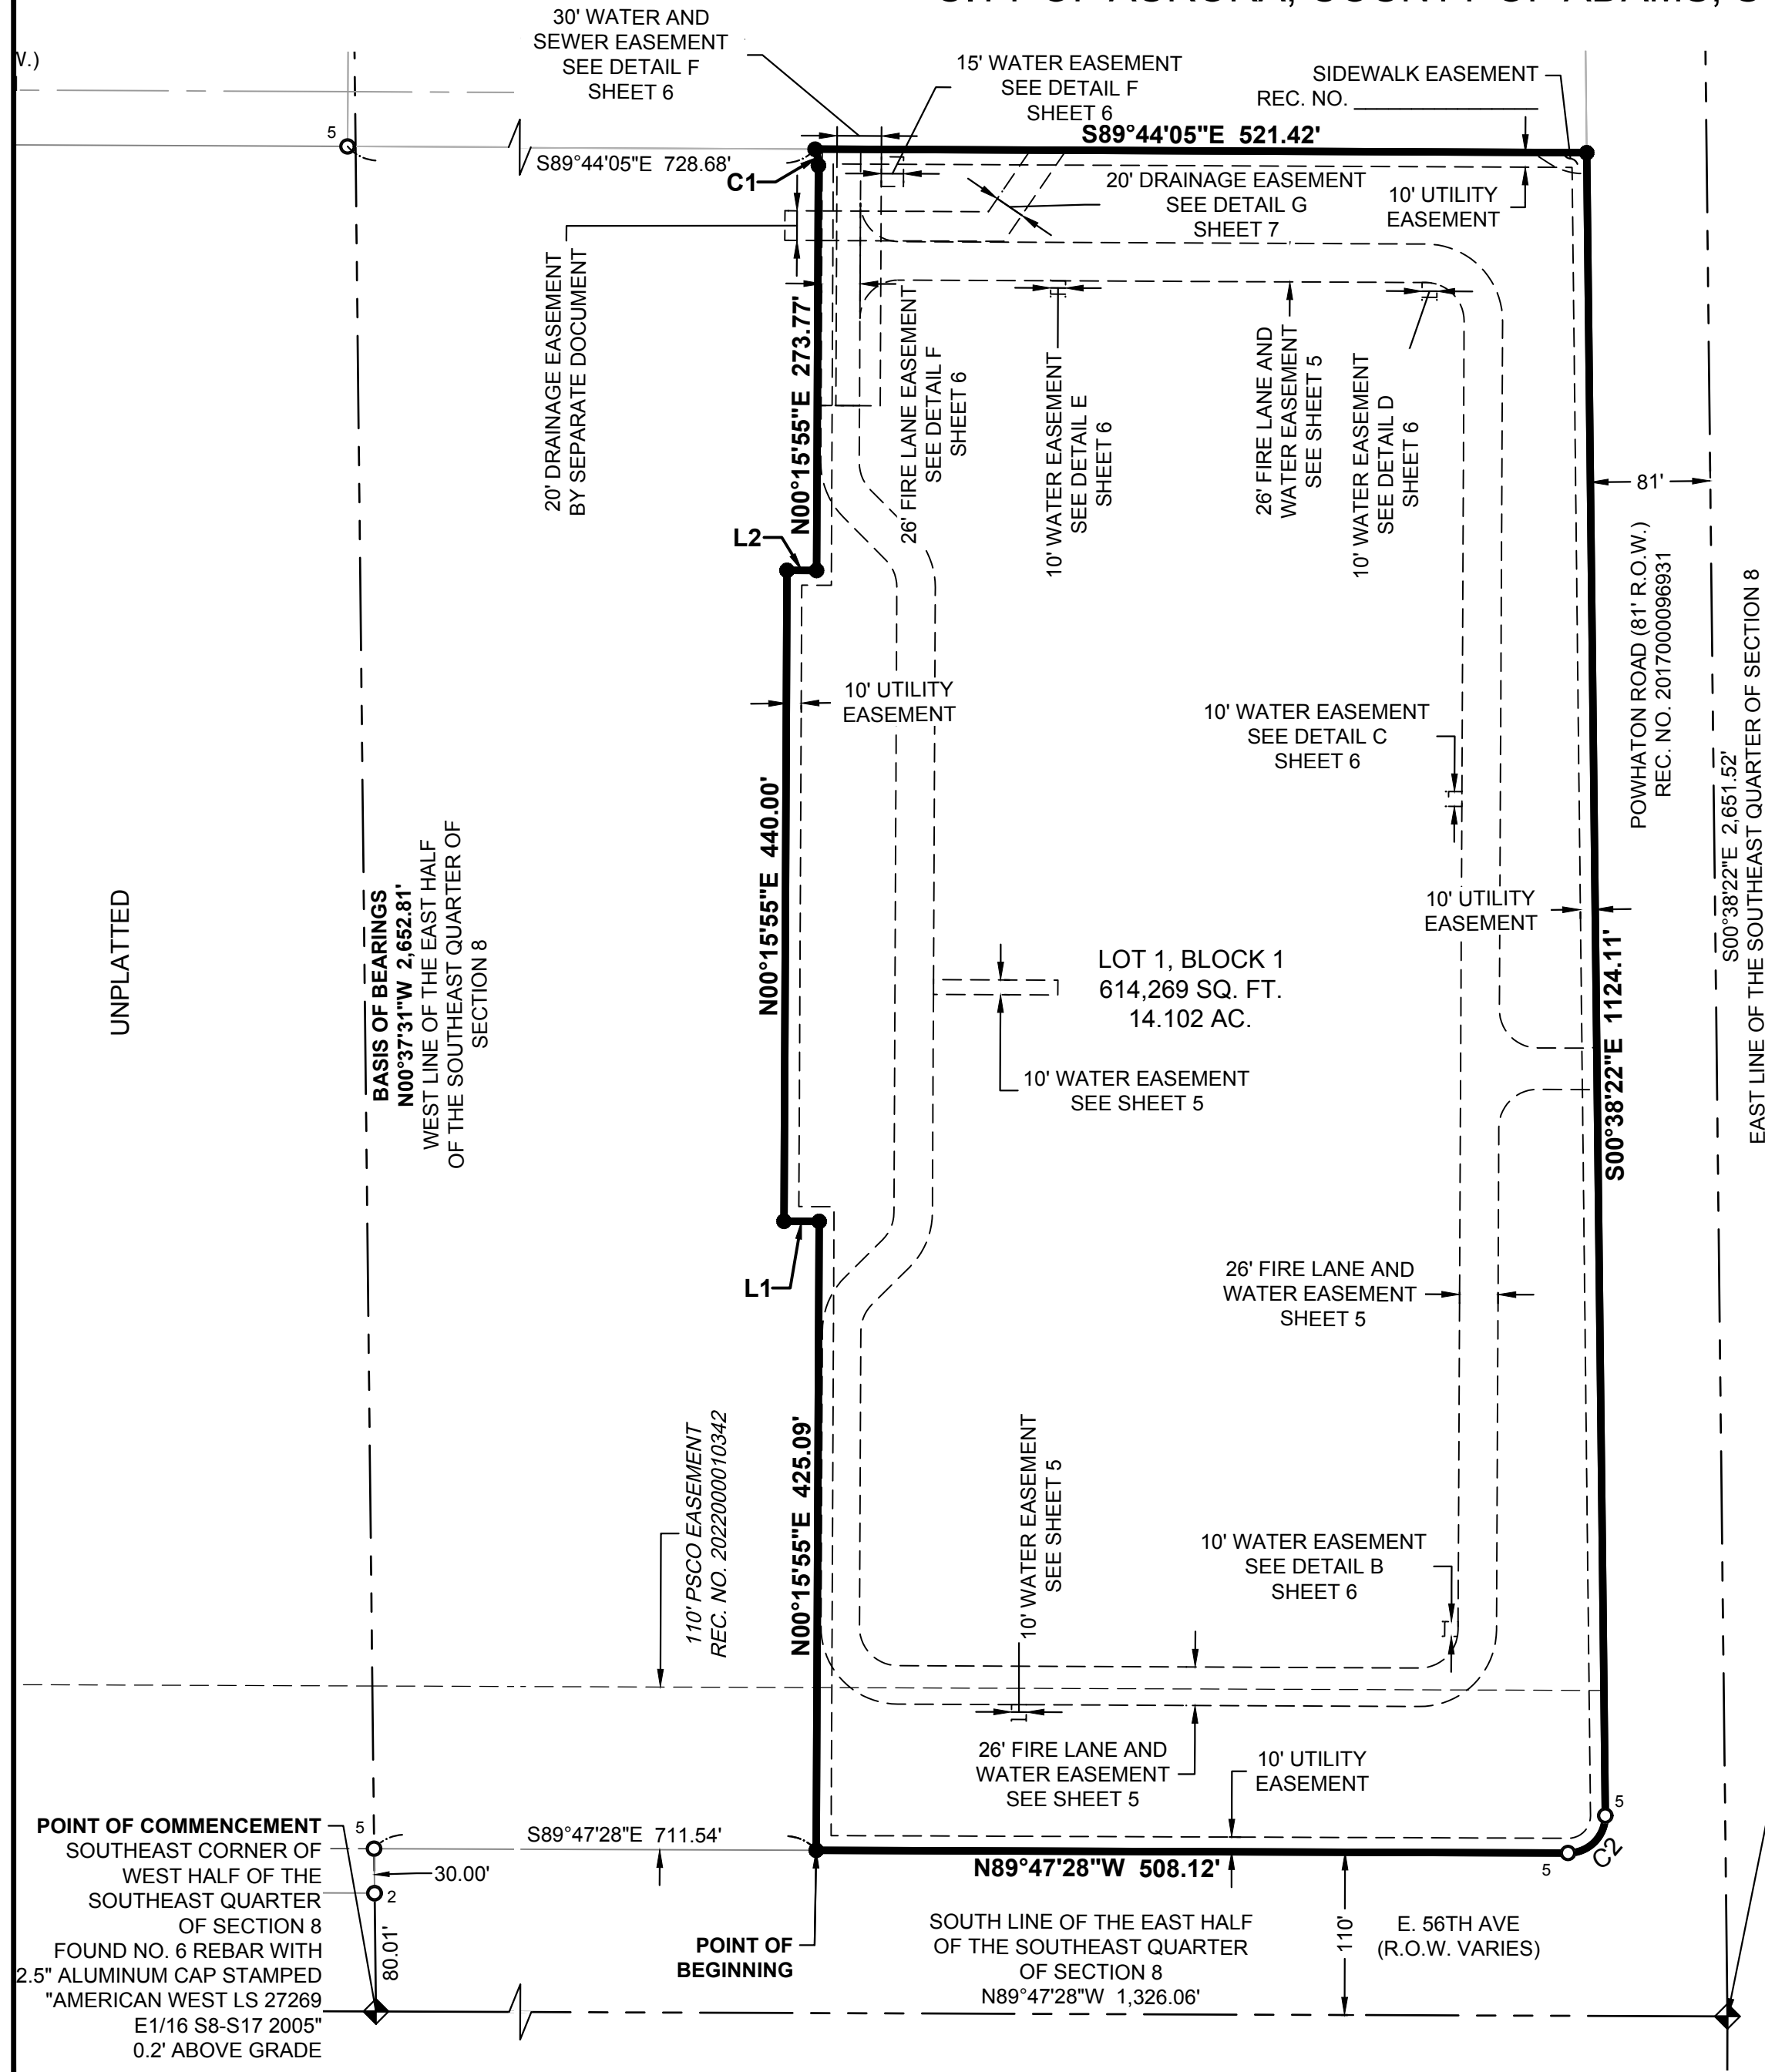 30' WATER AND
SEWER EASEMENT
SEE DETAIL F
SHEET 6
15' WATER EASEMENT
SEE DETAIL F
SHEET 6
SIDEWALK EASEMENT
REC. NO. ________________
V.)
5
S89°44'05"E 728.68'
S89°44'05"E 521.42'
C1
20' DRAINAGE EASEMENT
SEE DETAIL G
SHEET 7
10' UTILITY
EASEMENT
20' DRAINAGE EASEMENT
BY SEPARATE DOCUMENT
N00°15'55"E 273.77'
26' FIRE LANE EASEMENT
SEE DETAIL F
SHEET 6
10' WATER EASEMENT
SEE DETAIL E
SHEET 6
26' FIRE LANE AND
WATER EASEMENT
SEE SHEET 5
10' WATER EASEMENT
SEE DETAIL D
SHEET 6
81'
POWHATON ROAD (81' R.O.W.)
REC. NO. 2017000096931
S00°38'22"E 2,651.52'
EAST LINE OF THE SOUTHEAST QUARTER OF SECTION 8
L2
10' UTILITY
EASEMENT
10' WATER EASEMENT
SEE DETAIL C
SHEET 6
N00°15'55"E 440.00'
UNPLATTED
BASIS OF BEARINGS
N00°37'31"W 2,652.81'
WEST LINE OF THE EAST HALF
OF THE SOUTHEAST QUARTER OF
SECTION 8
10' UTILITY
EASEMENT
LOT 1, BLOCK 1
614,269 SQ. FT.
14.102 AC.
S00°38'22"E 1124.11'
10' WATER EASEMENT
SEE SHEET 5
L1
26' FIRE LANE AND
WATER EASEMENT
SHEET 5
110' PSCO EASEMENT
REC. NO. 2022000010342
N00°15'55"E 425.09'
10' WATER EASEMENT
SEE SHEET 5
10' WATER EASEMENT
SEE DETAIL B
SHEET 6
26' FIRE LANE AND
WATER EASEMENT
SEE SHEET 5
10' UTILITY
EASEMENT
5
C2
5
POINT OF COMMENCEMENT
SOUTHEAST CORNER OF
WEST HALF OF THE
SOUTHEAST QUARTER
OF SECTION 8
FOUND NO. 6 REBAR WITH
2.5" ALUMINUM CAP STAMPED
"AMERICAN WEST LS 27269
E1/16 S8-S17 2005"
0.2' ABOVE GRADE
5
30.00'
2
80.01'
S89°47'28"E 711.54'
N89°47'28"W 508.12'
POINT OF
BEGINNING
SOUTH LINE OF THE EAST HALF
OF THE SOUTHEAST QUARTER
OF SECTION 8
N89°47'28"W 1,326.06'
110'
E. 56TH AVE
(R.O.W. VARIES)